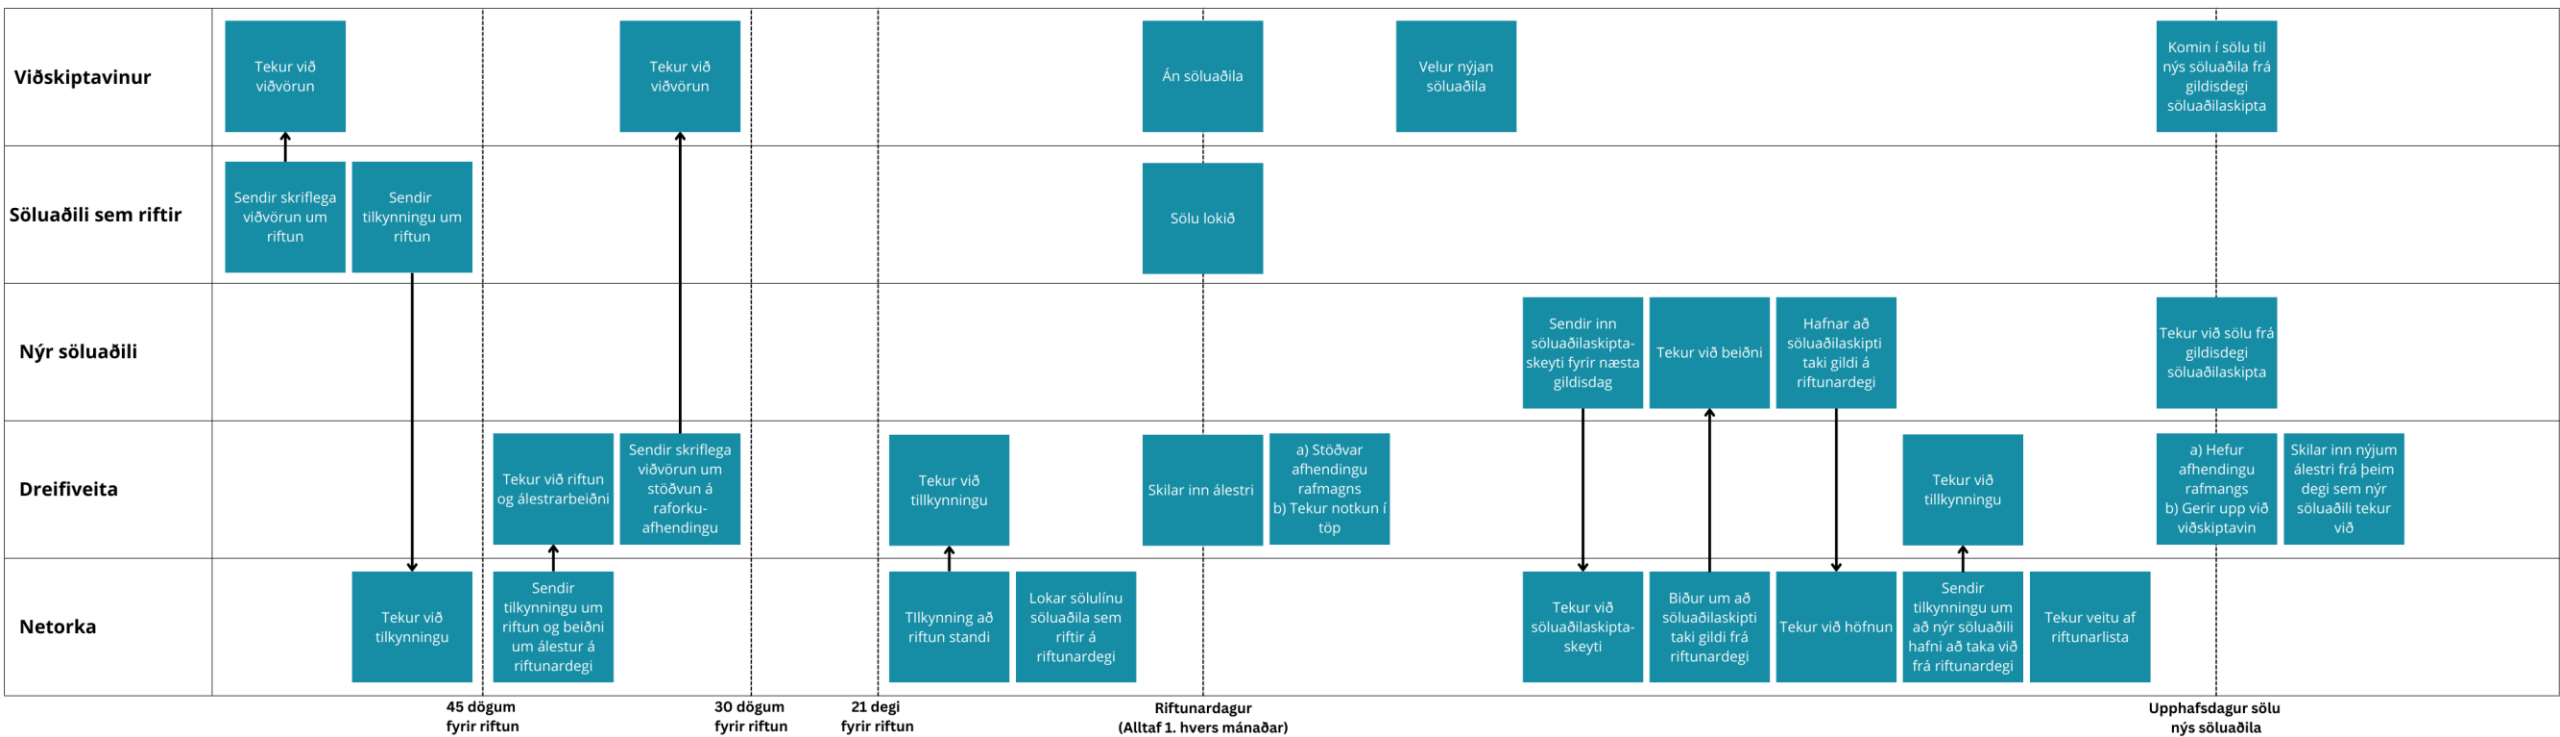 Viðskiptavinur
Tekur við
viðvörun
Tekur við
viðvörun
Án söluaðila
Velur nýjan
söluaðila
Komin í sölu til
nýs söluaðila frá
gildisdegi
söluaðilaskipta
Söluaðili sem riftir
Sendir skriflega
viðvörun um
riftun
Sendir
tilkynningu um
riftun
Sölu lokið
Nýr söluaðili
Sendir inn
söluaðilaskipta-
skeyti fyrir næsta
gildisdag
Tekur við beiðni
Hafnar að
söluaðilaskipti
taki gildi á
riftunardegi
Tekur við sölu frá
gildisdegi
söluaðilaskipta
Dreifiveita
Tekur við riftun
og álestrarbeiðni
Sendir skriflega
viðvörun um
stöðvun á
raforku-
afhendingu
Tekur við
tillkynningu
Skilar inn álestri
a) Stöðvar
afhendingu
rafmagns
b) Tekur notkun í
töp
Tekur við
tillkynningu
a) Hefur
afhendingu
rafmangs
b) Gerir upp við
viðskiptavin
Skilar inn nýjum
álestri frá þeim
degi sem nýr
söluaðili tekur
við
Netorka
Tekur við
tilkynningu
Sendir
tilkynningu um
riftun og beiðni
um álestur á
riftunardegi
TIlkynning að
riftun standi
Lokar sölulínu
söluaðila sem
riftir á
riftunardegi
Tekur við
söluaðilaskipta-
skeyti
Biður um að
söluaðilaskipti
taki gildi frá
riftunardegi
Tekur við höfnun
Sendir
tilkynningu um
að nýr söluaðili
hafni að taka við
frá riftunardegi
Tekur veitu af
riftunarlista
45 dögum
fyrir riftun
30 dögum
fyrir riftun
21 degi
fyrir riftun
Riftunardagur
(Alltaf 1. hvers mánaðar)
Upphafsdagur sölu
nýs söluaðila